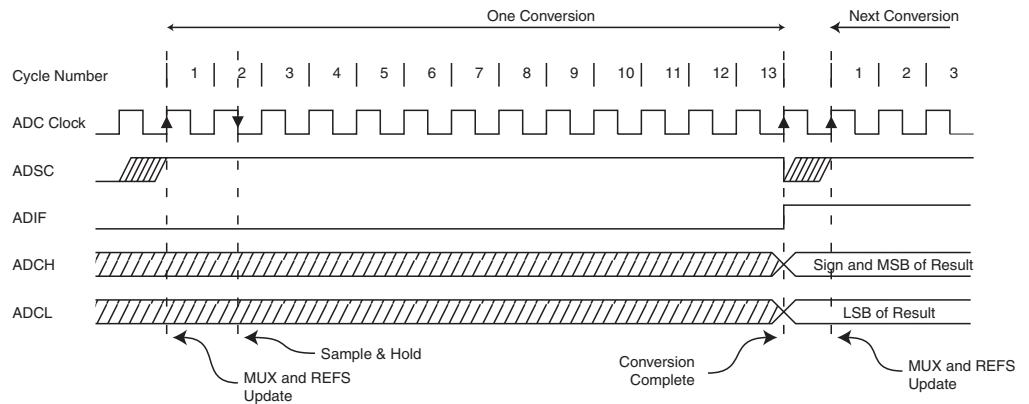 One Conversion
Next Conversion
Cycle Number
1 2 3 4 5 6 7 8 9 10 11 12 13 1 2 3
ADC Clock
ADSC
ADIF
ADCH
Sign and MSB of Result
ADCL
LSB of Result
Sample & Hold
MUX and REFS
Update
Conversion
Complete
MUX and REFS
Update